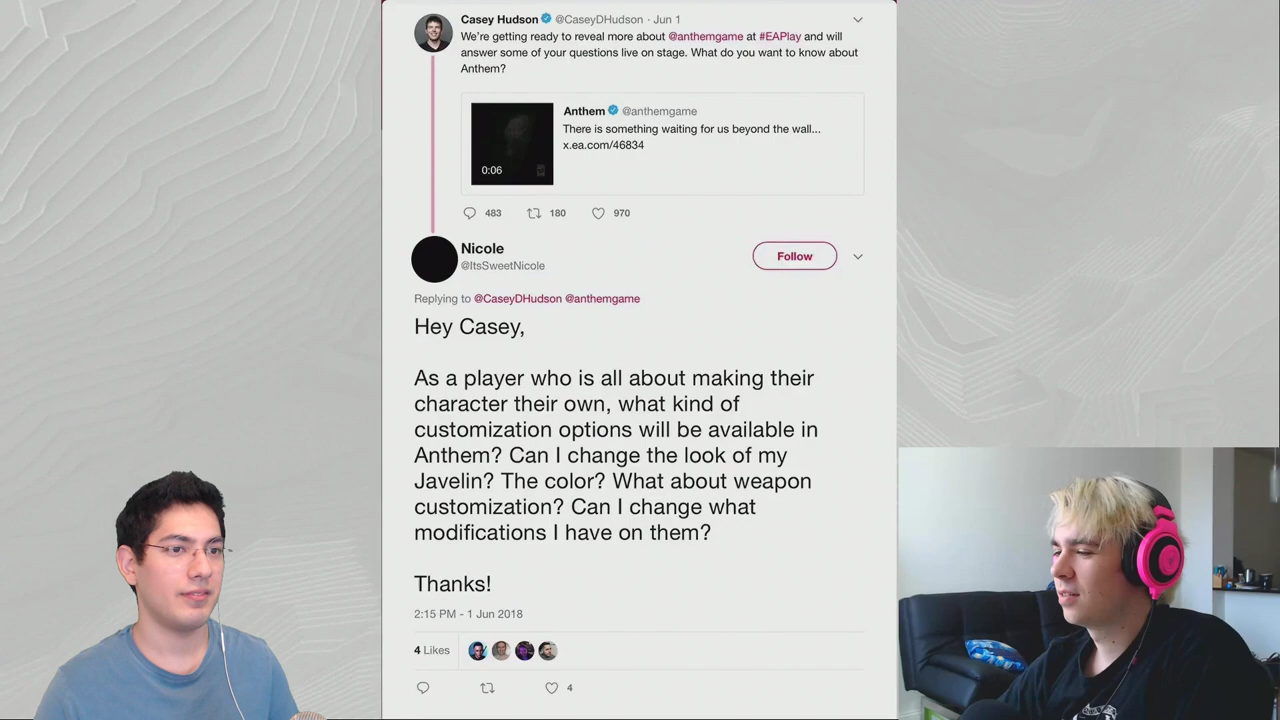 Casey Hudson @CaseyDHudson · Jun 1
We're getting ready to reveal more about @anthemgame at #EAPlay and will
answer some of your questions live on stage. What do you want to know about
Anthem?
Anthem @anthemgame
There is something waiting for us beyond the wall...
x.ea.com/46834
0:06
483 180 970
Nicole
@ItsSweetNicole
Follow
Replying to @CaseyDHudson @anthemgame
Hey Casey,
As a player who is all about making their
character their own, what kind of
customization options will be available in
Anthem? Can I change the look of my
Javelin? The color? What about weapon
customization? Can I change what
modifications I have on them?
Thanks!
2:15 PM - 1 Jun 2018
4 Likes
4